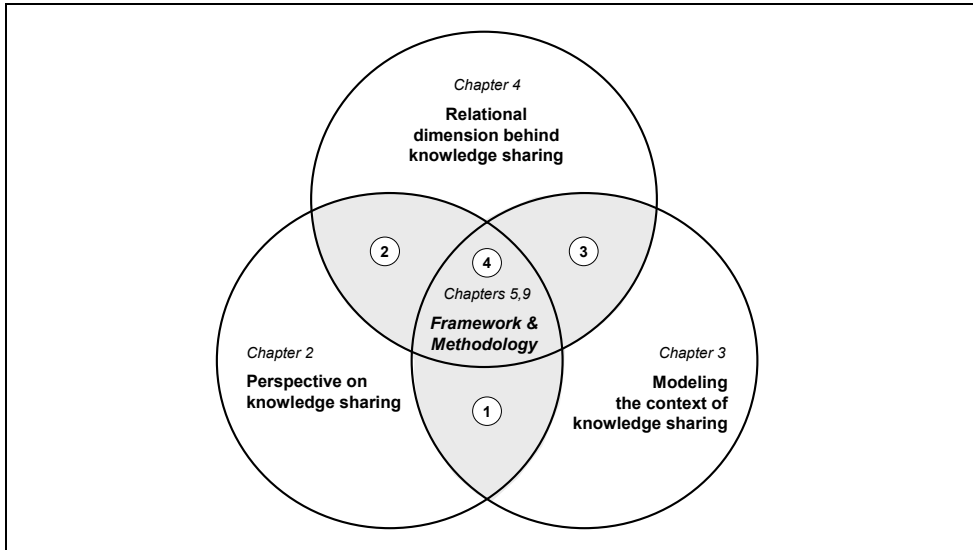 Chapter 4
Relational
dimension behind
knowledge sharing
2
4
3
Chapters 5,9
Framework &
Methodology
Chapter 2
Perspective on
knowledge sharing
Chapter 3
Modeling
the context of
knowledge sharing
1